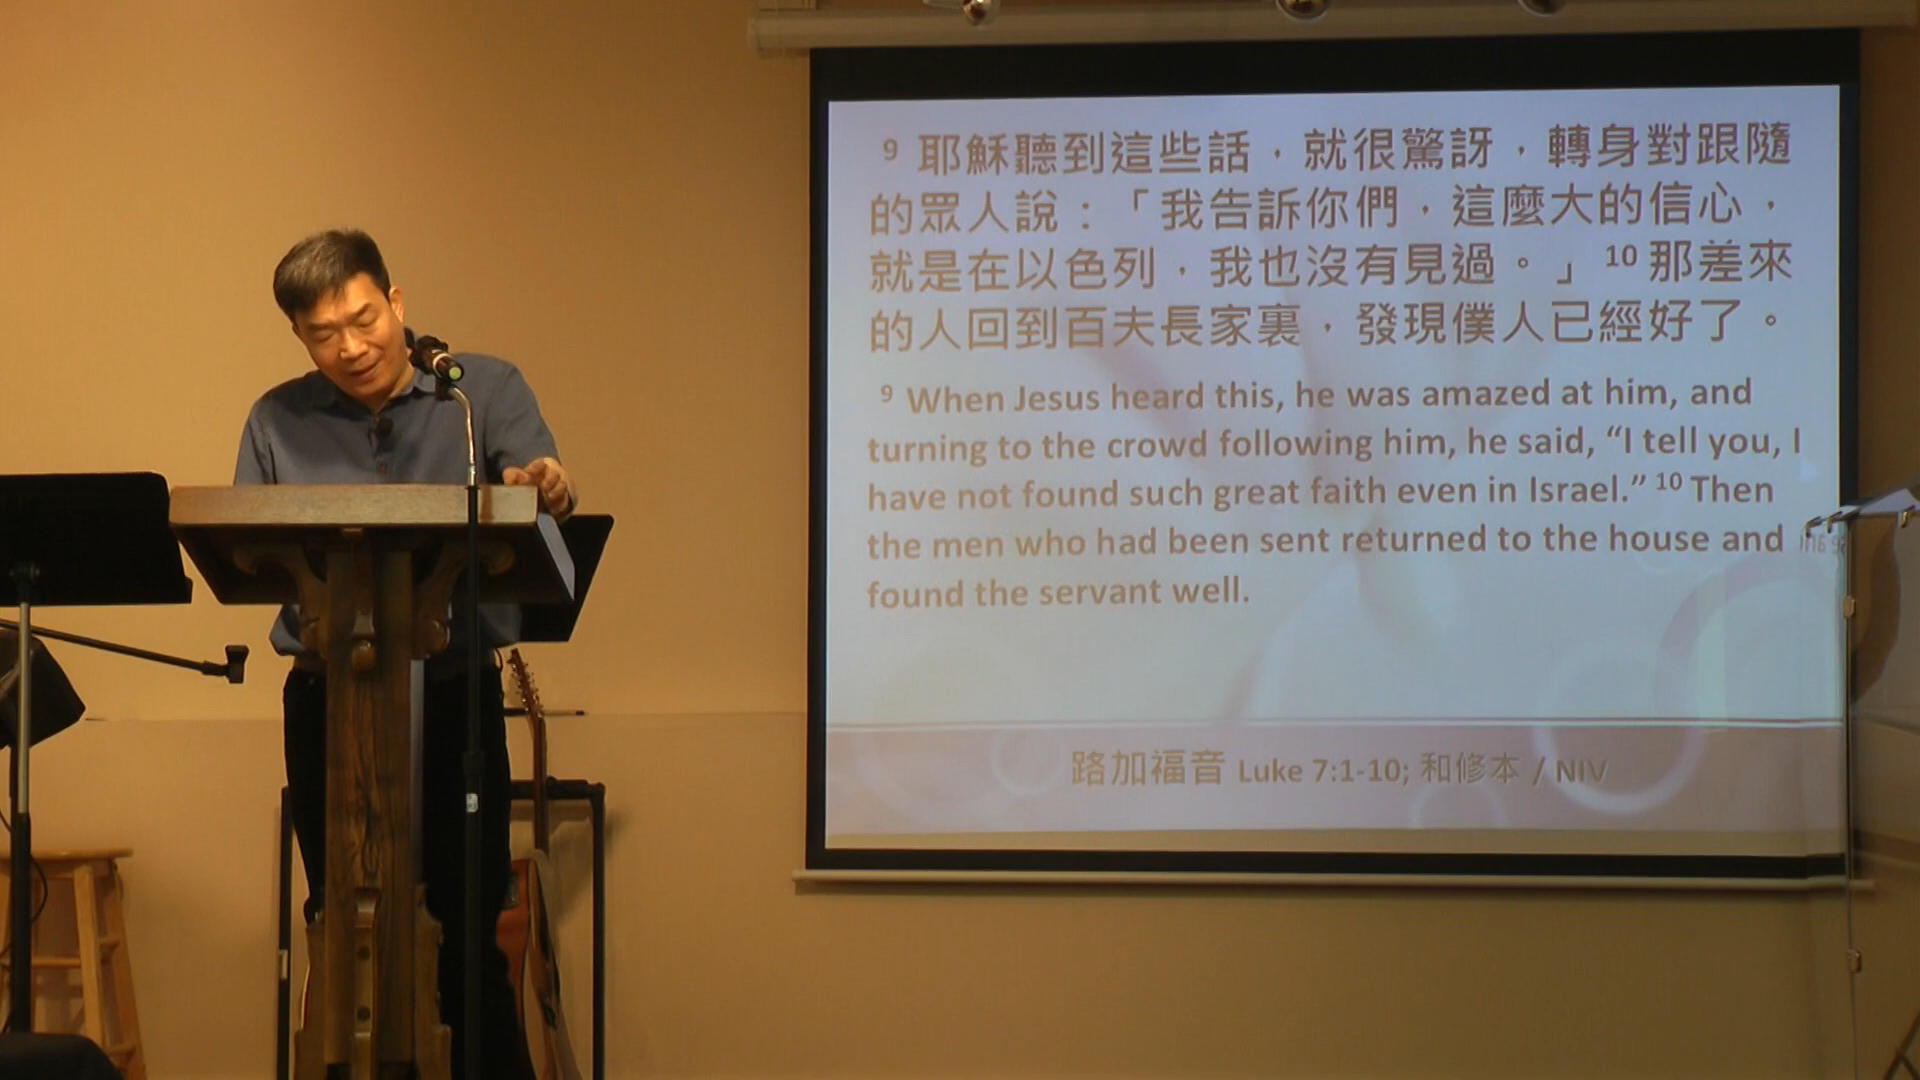 9 耶穌聽到這些話，就很驚訝，轉身對跟隨
的眾人說：「我告訴你們，這麼大的信心，
就是在以色列，我也沒有見過。」10 那差來
的人回到百夫長家裏，發現僕人已經好了。
9 When Jesus heard this, he was amazed at him, and
turning to the crowd following him, he said, “I tell you, I
have not found such great faith even in Israel.” 10 Then
the men who had been sent returned to the house and
found the servant well.
路加福音 Luke 7:1-10; 和修本 / NIV